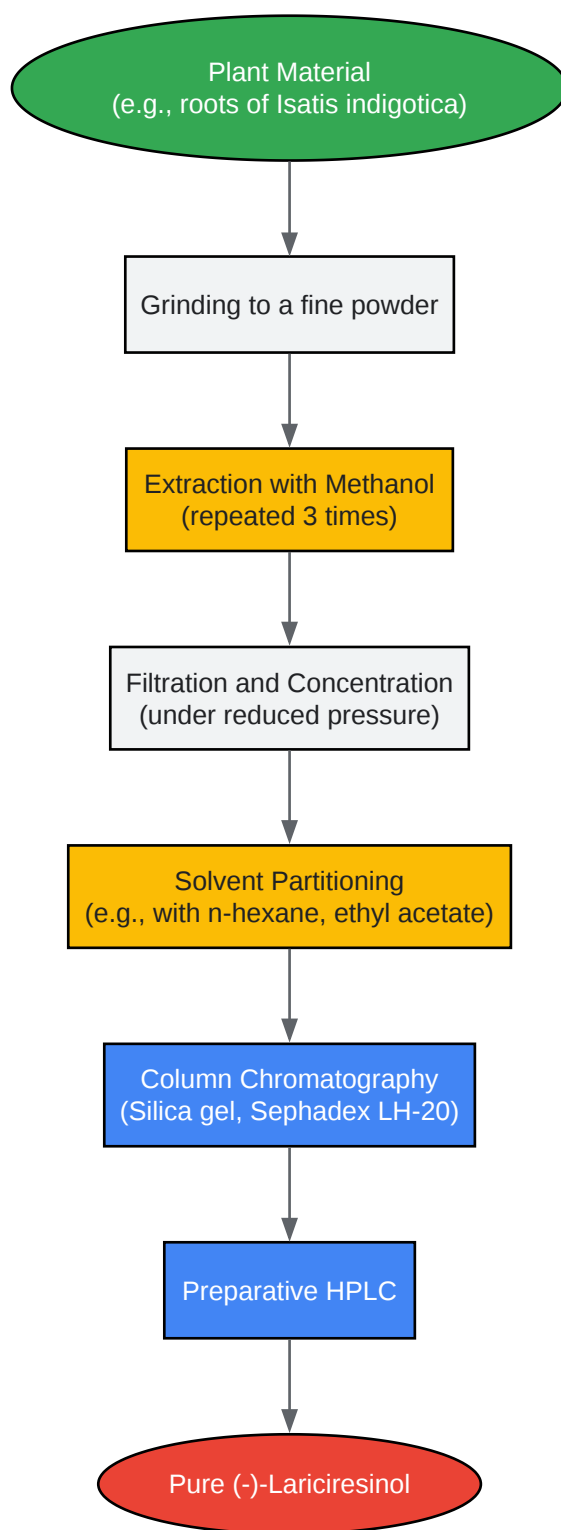 Plant Material
(e.g., roots of Isatis indigotica)
Grinding to a fine powder
Extraction with Methanol
(repeated 3 times)
Filtration and Concentration
(under reduced pressure)
Solvent Partitioning
(e.g., with n-hexane, ethyl acetate)
Column Chromatography
(Silica gel, Sephadex LH-20)
Preparative HPLC
Pure (-)-Lariciresinol